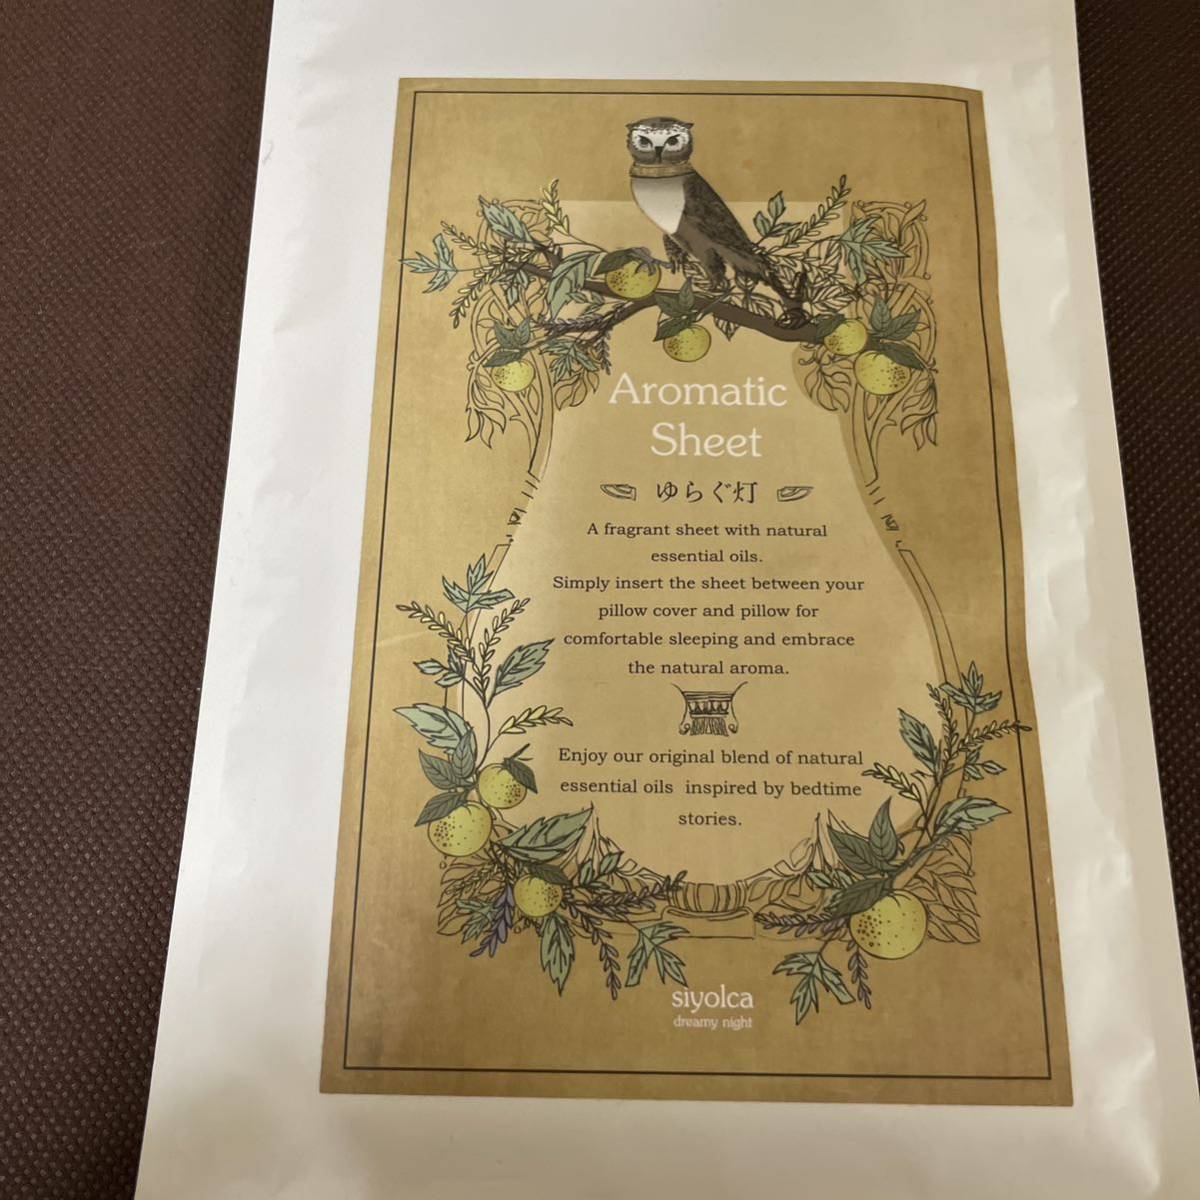 Aromatic
Sheet
ゆらぐ灯
A fragrant sheet with natural
essential oils.
Simply insert the sheet between your
pillow cover and pillow for
comfortable sleeping and embrace
the natural aroma.
Enjoy our original blend of natural
essential oils inspired by bedtime
stories.
siyolca
dreamy night